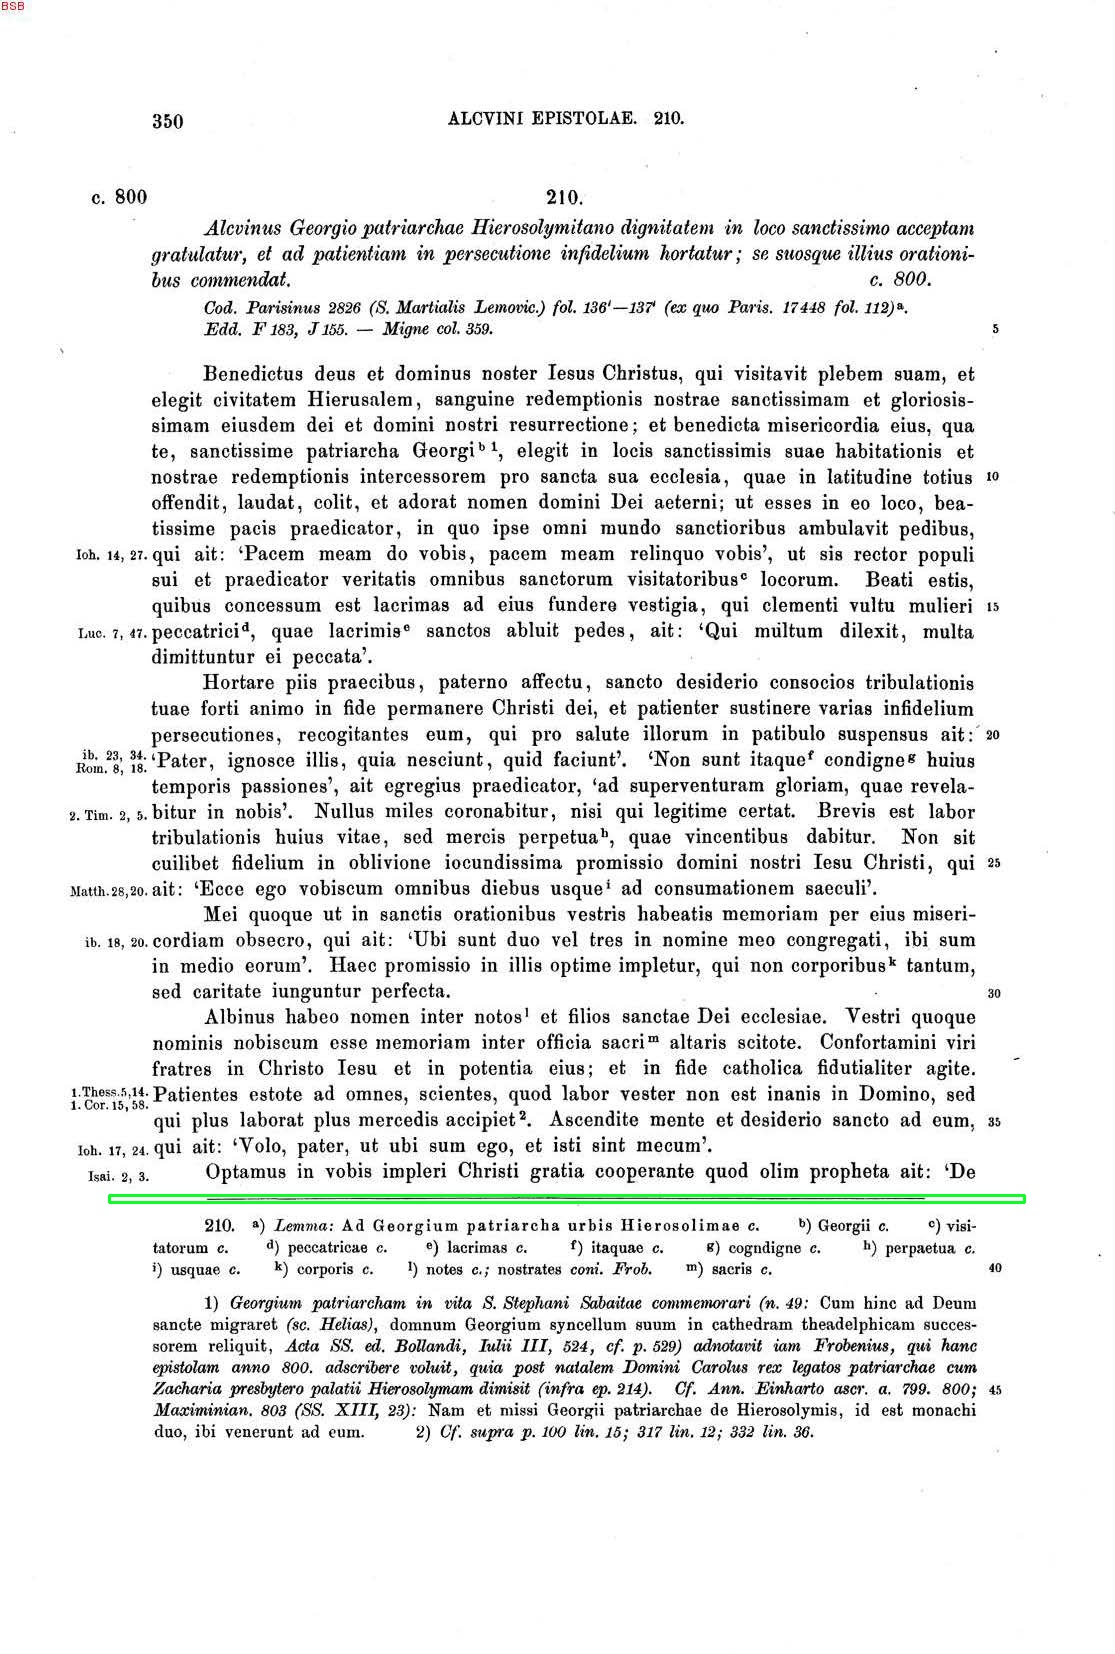 BSB
350 ALCVINI EPISTOLAE. 210.
c. 800 210.
Alcvinus Georgio patriarchae Hierosolymitano dignitatem in loco sanctissimo acceptam
gratulatur, et ad patientiam in persecutione infidelium hortatur; se suosque illius orationi-
bus commendat. c. 800.
Cod. Parisinus 2826 (S. Martialis Lemovic.) fol. 136'—137' (ex quo Paris. 17448 fol. 112)a.
Edd. F 183, J 155. — Migne col. 359. 5
Benedictus deus et dominus noster Iesus Christus, qui visitavit plebem suam, et
elegit civitatem Hierusalem, sanguine redemptionis nostrae sanctissimam et gloriosis-
simam eiusdem dei et domini nostri resurrectione; et benedicta misericordia eius, qua
te, sanctissime patriarcha Georgi b 1, elegit in locis sanctissimis suae habitationis et
nostrae redemptionis intercessorem pro sancta sua ecclesia, quae in latitudine totius 10
offendit, laudat, colit, et adorat nomen domini Dei aeterni; ut esses in eo loco, bea-
tissime pacis praedicator, in quo ipse omni mundo sanctioribus ambulavit pedibus,
Ioh. 14, 27. qui ait: ‘Pacem meam do vobis, pacem meam relinquo vobis’, ut sis rector populi
sui et praedicator veritatis omnibus sanctorum visitatoribus c locorum. Beati estis,
quibus concessum est lacrimas ad eius fundere vestigia, qui clementi vultu mulieri 15
Luc. 7, 47. peccatrici d, quae lacrimis e sanctos abluit pedes, ait: ‘Qui multum dilexit, multa
dimittuntur ei peccata’.
Hortare piis praecibus, paterno affectu, sancto desiderio consocios tribulationis
tuae forti animo in fide permanere Christi dei, et patienter sustinere varias infidelium
persecutiones, recogitantes eum, qui pro salute illorum in patibulo suspensus ait: 20
ib. 23, 34. Rom. 8, 18. ‘Pater, ignosce illis, quia nesciunt, quid faciunt’. ‘Non sunt itaque f condigne g huius
temporis passiones’, ait egregius praedicator, ‘ad superventuram gloriam, quae revela-
2. Tim. 2, 5. bitur in nobis’. Nullus miles coronabitur, nisi qui legitime certat. Brevis est labor
tribulationis huius vitae, sed mercis perpetua h, quae vincentibus dabitur. Non sit
cuilibet fidelium in oblivione iocundissima promissio domini nostri Iesu Christi, qui 25
Matth. 28, 20. ait: ‘Ecce ego vobiscum omnibus diebus usque i ad consumationem saeculi’.
Mei quoque ut in sanctis orationibus vestris habeatis memoriam per eius miseri-
ib. 18, 20. cordiam obsecro, qui ait: ‘Ubi sunt duo vel tres in nomine meo congregati, ibi sum
in medio eorum’. Haec promissio in illis optime impletur, qui non corporibus k tantum,
sed caritate iunguntur perfecta. 30
Albinus habeo nomen inter notos l et filios sanctae Dei ecclesiae. Vestri quoque
nominis nobiscum esse memoriam inter officia sacri m altaris scitote. Confortamini viri
fratres in Christo Iesu et in potentia eius; et in fide catholica fidutialiter agite.
1. Thess. 5, 14. 1. Cor. 15, 58. Patientes estote ad omnes, scientes, quod labor vester non est inanis in Domino, sed
qui plus laborat plus mercedis accipiet 2. Ascendite mente et desiderio sancto ad eum, 35
Ioh. 17, 24. qui ait: ‘Volo, pater, ut ubi sum ego, et isti sint mecum’.
Isai. 2, 3. Optamus in vobis impleri Christi gratia cooperante quod olim propheta ait: ‘De
210. a) Lemma: Ad Georgium patriarcha urbis Hierosolimae c. b) Georgii c. c) visi-
tatorum c. d) peccatricae c. e) lacrimas c. f) itaquae c. g) cogndigne c. h) perpaetua c.
i) usquae c. k) corporis c. l) notes c.; nostrates coni. Frob. m) sacris c. 40
1) Georgium patriarcham in vita S. Stephani Sabaitae commemorari (n. 49: Cum hinc ad Deum
sancte migraret (sc. Helias), domnum Georgium syncellum suum in cathedram theadelphicam succes-
sorem reliquit, Acta SS. ed. Bollandi, Iulii III, 524, cf. p. 529) adnotavit iam Frobenius, qui hanc
epistolam anno 800. adscribere voluit, quia post natalem Domini Carolus rex legatos patriarchae cum
Zacharia presbytero palatii Hierosolymam dimisit (infra ep. 214). Cf. Ann. Einharto ascr. a. 799. 800; 45
Maximinian. 803 (SS. XIII, 23): Nam et missi Georgii patriarchae de Hierosolymis, id est monachi
duo, ibi venerunt ad eum. 2) Cf. supra p. 100 lin. 15; 317 lin. 12; 332 lin. 36.